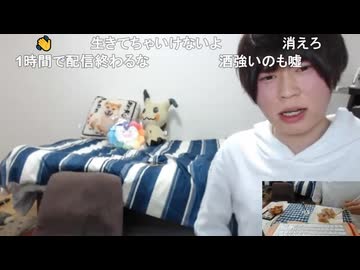 生きてちゃいけないよ
消えろ
1時間で配信終わるな
酒強いのも嘘